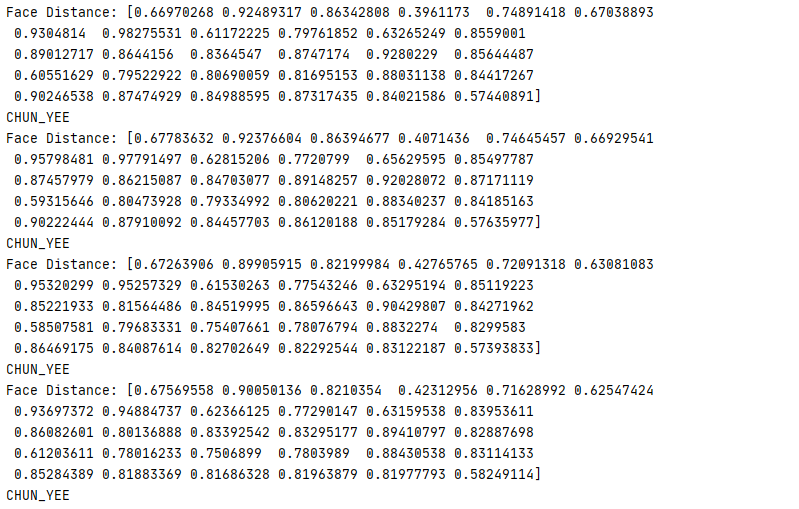 Face Distance: [0.66970268 0.92489317 0.86342808 0.3961173  0.74891418 0.67038893
 0.9304814  0.98275531 0.61172225 0.79761852 0.63265249 0.8559001
 0.89012717 0.8644156  0.8364547  0.8747174  0.9280229  0.85644487
 0.60551629 0.79522922 0.80690059 0.81695153 0.88031138 0.84417267
 0.90246538 0.87474929 0.84988595 0.87317435 0.84021586 0.57440891]
CHUN_YEE
Face Distance: [0.67783632 0.92376604 0.86394677 0.4071436  0.74645457 0.66929541
 0.95798481 0.97791497 0.62815206 0.7720799  0.65629595 0.85497787
 0.87457979 0.86215087 0.84703077 0.89148257 0.92028072 0.87171119
 0.59315646 0.80473928 0.79334992 0.80620221 0.88340237 0.84185163
 0.90222444 0.87910092 0.84457703 0.86120188 0.85179284 0.57635977]
CHUN_YEE
Face Distance: [0.67263906 0.89905915 0.82199984 0.42765765 0.72091318 0.63081083
 0.95320299 0.95257329 0.61530263 0.77543246 0.63295194 0.85119223
 0.85221933 0.81564486 0.84519995 0.86596643 0.90429807 0.84271962
 0.58507581 0.79683331 0.75407661 0.78076794 0.8832274  0.8299583
 0.86469175 0.84087614 0.82702649 0.82292544 0.83122187 0.57393833]
CHUN_YEE
Face Distance: [0.67569558 0.90050136 0.8210354  0.42312956 0.71628992 0.62547424
 0.93697372 0.94884737 0.62366125 0.77290147 0.63159538 0.83953611
 0.86082601 0.80136888 0.83392542 0.83295177 0.89410797 0.82887698
 0.61203611 0.78016233 0.7506899  0.7803989  0.88430538 0.83114133
 0.85284389 0.81883369 0.81686328 0.81963879 0.81977793 0.58249114]
CHUN_YEE